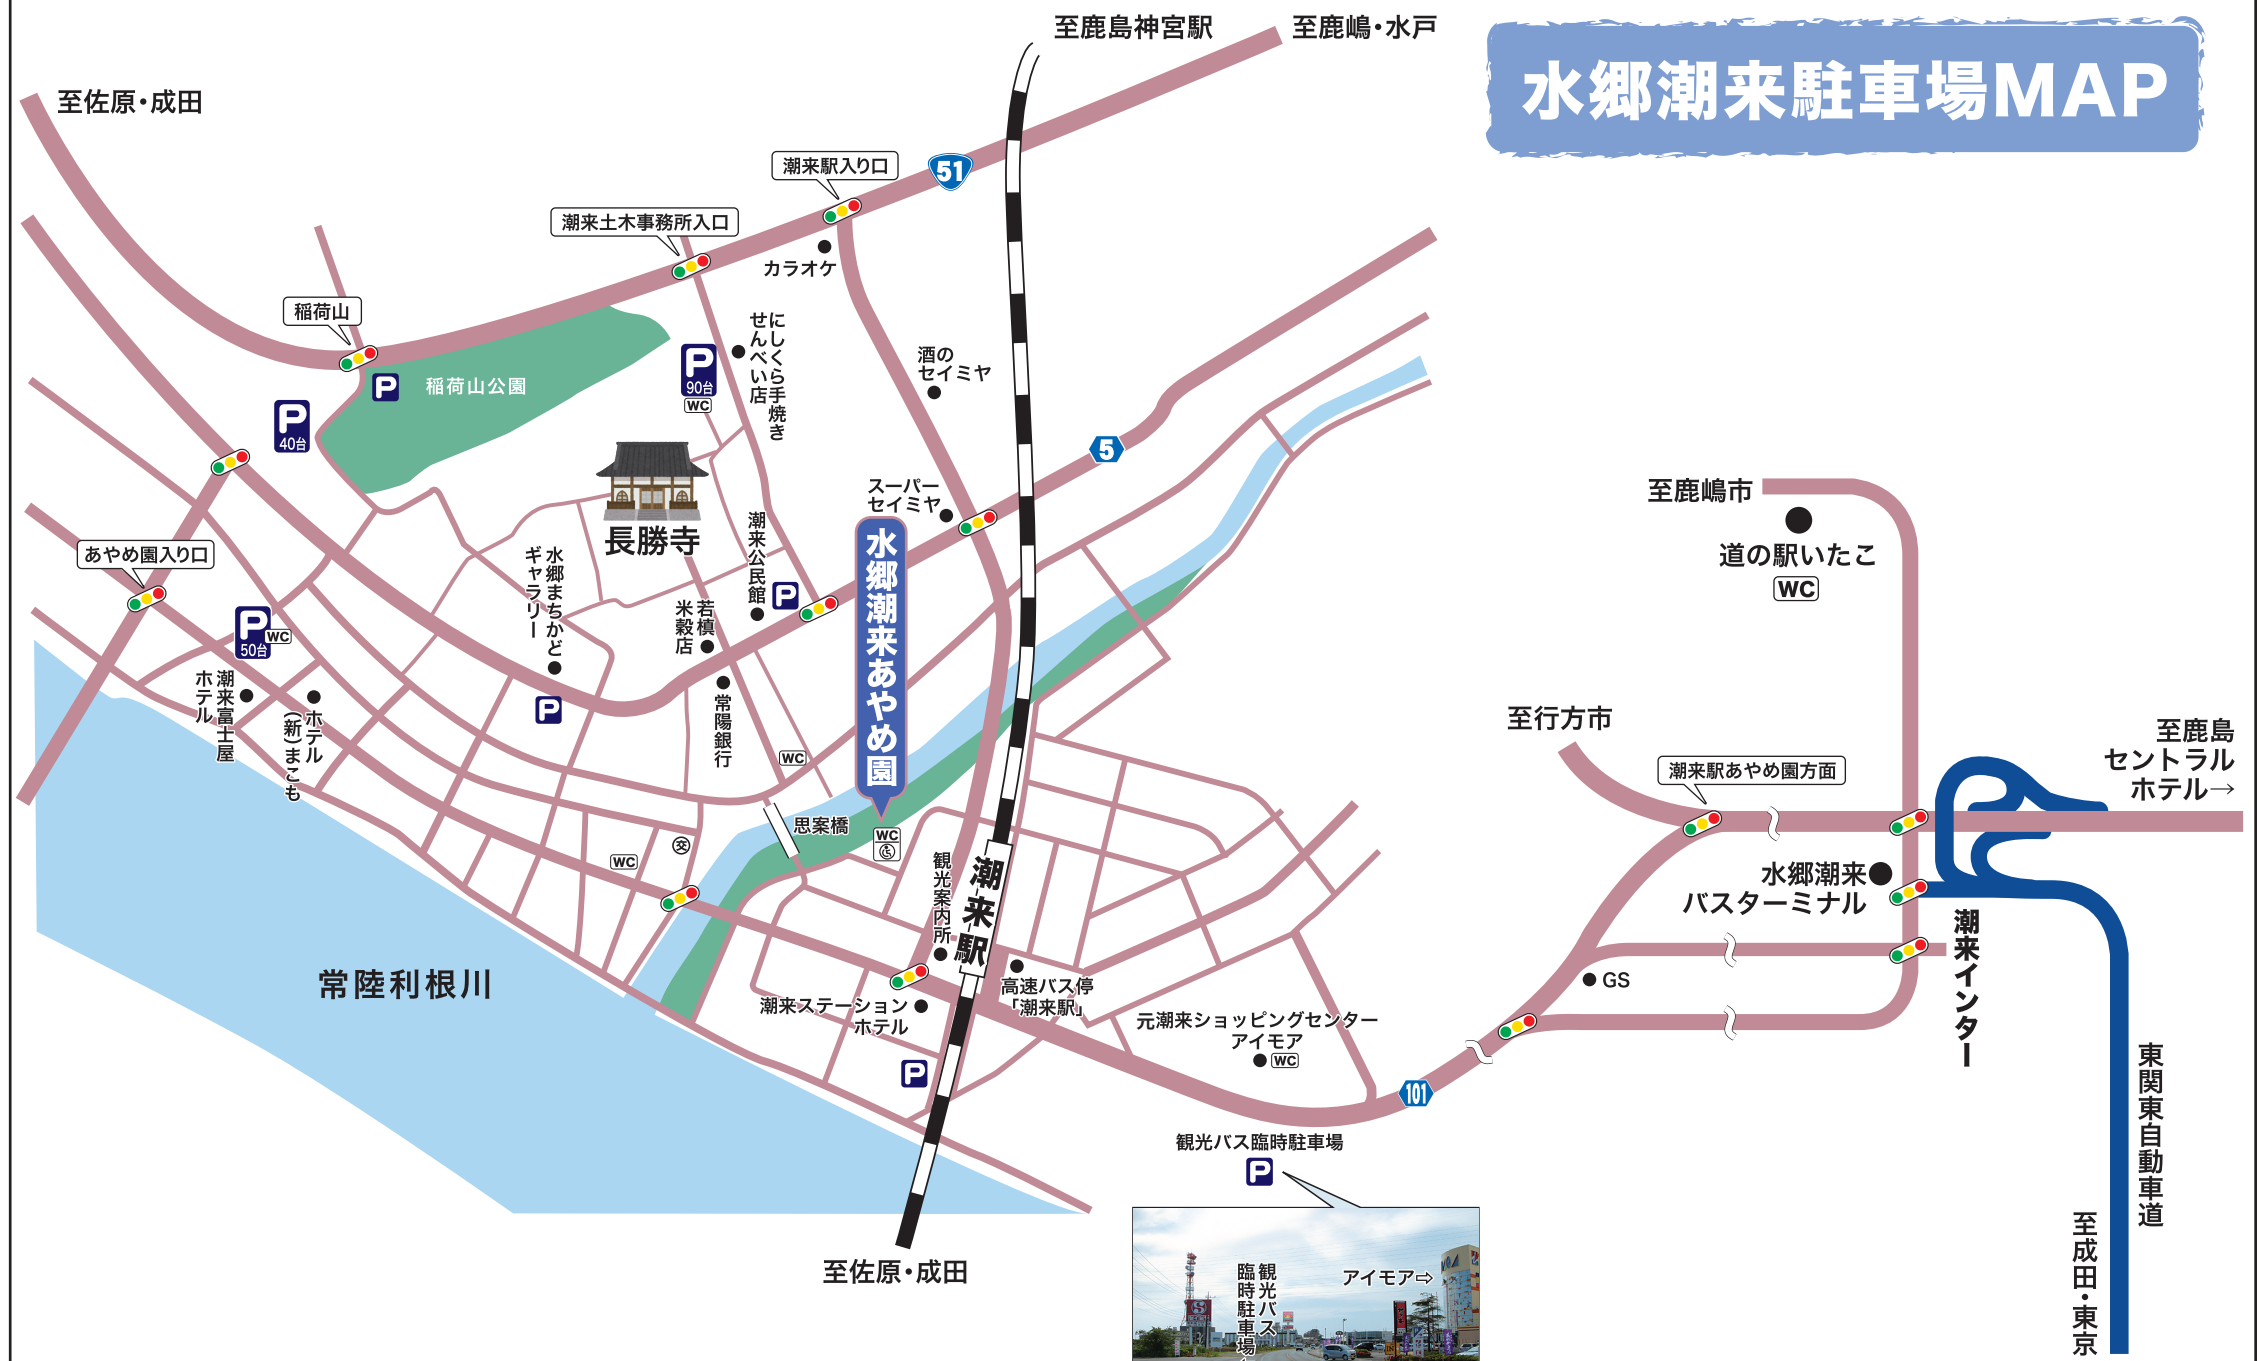 水郷潮来駐車場MAP
至鹿島神宮駅
至鹿嶋・水戸
至佐原・成田
潮来駅入り口
51
潮来土木事務所入口
カラオケ
稲荷山
P
稲荷山公園
P
40台
P
90台
WC
にしくら手焼き
せんべい店
酒の
セイミヤ
5
スーパー
セイミヤ
長勝寺
潮来公民館
P
水郷まちかど
ギャラリー
若槙
米穀店
常陽銀行
P
WC
水郷潮来あやめ園
あやめ園入り口
P
50台
WC
潮来富士屋
ホテル
ホテル
(新)まこも
思案橋
WC
WC
交
観光案内所
潮来駅
常陸利根川
潮来ステーション
ホテル
P
高速バス停
「潮来駅」
元潮来ショッピングセンター
アイモア
WC
101
至佐原・成田
観光バス臨時駐車場
P
観光バス
臨時駐車場
アイモア⇨
至鹿嶋市
道の駅いたこ
WC
至行方市
潮来駅あやめ園方面
至鹿島
セントラル
ホテル→
水郷潮来
バスターミナル
潮来インター
GS
東関東自動車道
至成田・東京